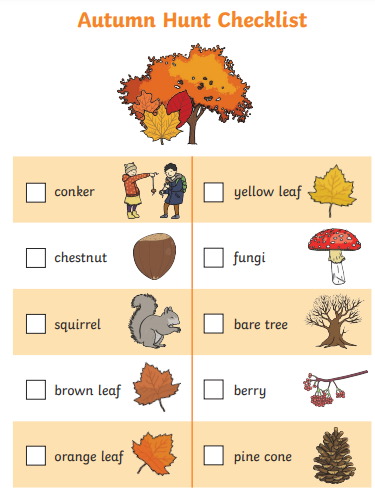 Autumn Hunt Checklist
conker
yellow leaf
chestnut
fungi
squirrel
bare tree
brown leaf
berry
orange leaf
pine cone